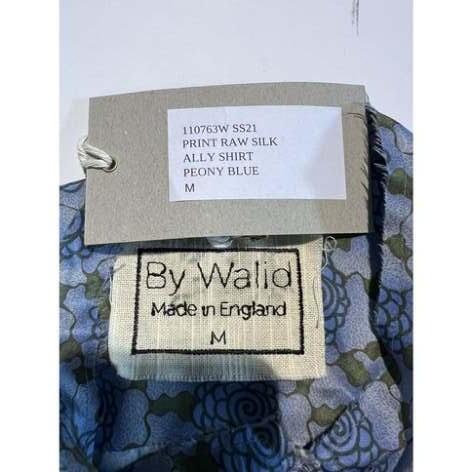 110763W SS21
PRINT RAW SILK
ALLY SHIRT
PEONY BLUE
M
By Walid
Made in England
M